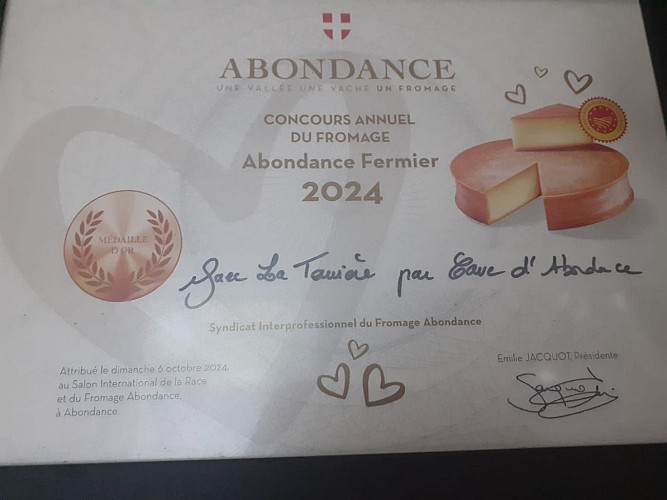 ABONDANCE
UNE VALLÉE UNE VACHE UN FROMAGE
CONCOURS ANNUEL
DU FROMAGE
Abondance Fermier
2024
MÉDAILLE
D'OR
Gaec La Tanière par Cave d'Abondance
Syndicat Interprofessionnel du Fromage Abondance
Attribué le dimanche 6 octobre 2024,
au Salon International de la Race
et du Fromage Abondance,
à Abondance.
Emilie JACQUOT, Présidente